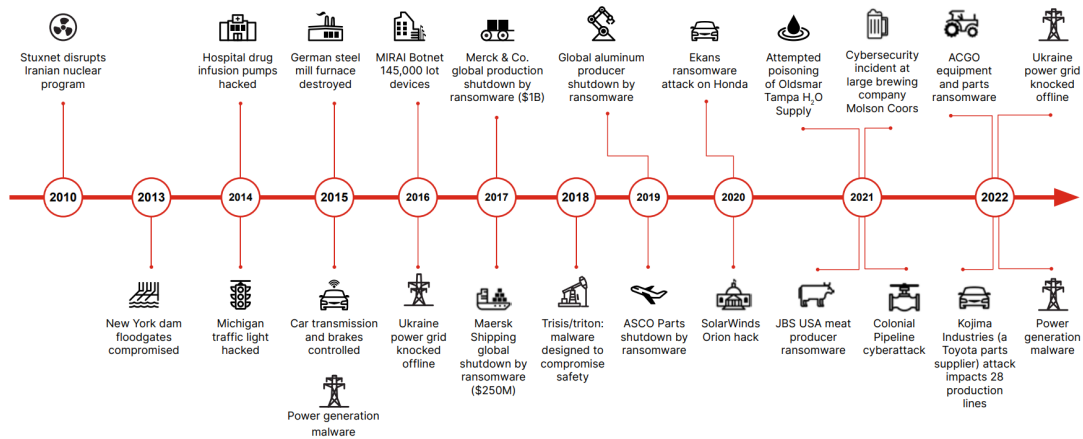 Stuxnet disrupts
Iranian nuclear
program
Hospital drug
infusion pumps
hacked
German steel
mill furnace
destroyed
MIRAI Botnet
145,000 Iot
devices
Merck & Co.
global production
shutdown by
ransomware ($1B)
Global aluminum
producer
shutdown by
ransomware
Ekans
ransomware
attack on Honda
Attempted
poisoning
of Oldsmar
Tampa H₂O
Supply
Cybersecurity
incident at
large brewing
company
Molson Coors
ACGO
equipment
and parts
ransomware
Ukraine
power grid
knocked
offline
2010
2013
2014
2015
2016
2017
2018
2019
2020
2021
2022
New York dam
floodgates
compromised
Michigan
traffic light
hacked
Car transmission
and brakes
controlled
Power generation
malware
Ukraine
power grid
knocked
offline
Maersk
Shipping
global
shutdown by
ransomware
($250M)
Trisis/triton:
malware
designed to
compromise
safety
ASCO Parts
shutdown by
ransomware
SolarWinds
Orion hack
JBS USA meat
producer
ransomware
Colonial
Pipeline
cyberattack
Kojima
Industries (a
Toyota parts
supplier) attack
impacts 28
production
lines
Power
generation
malware